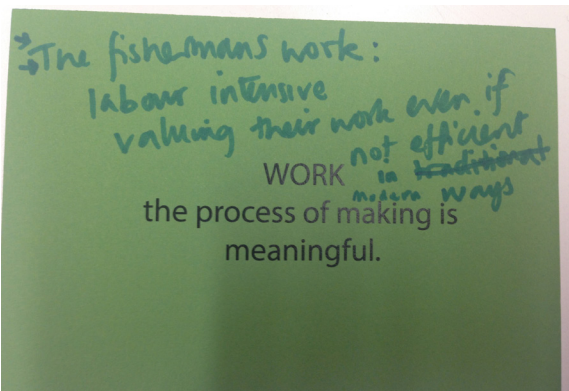 The fishermans work:
labour intensive
valuing their work even if
not efficient
in traditional
modern ways
WORK
the process of making is
meaningful.